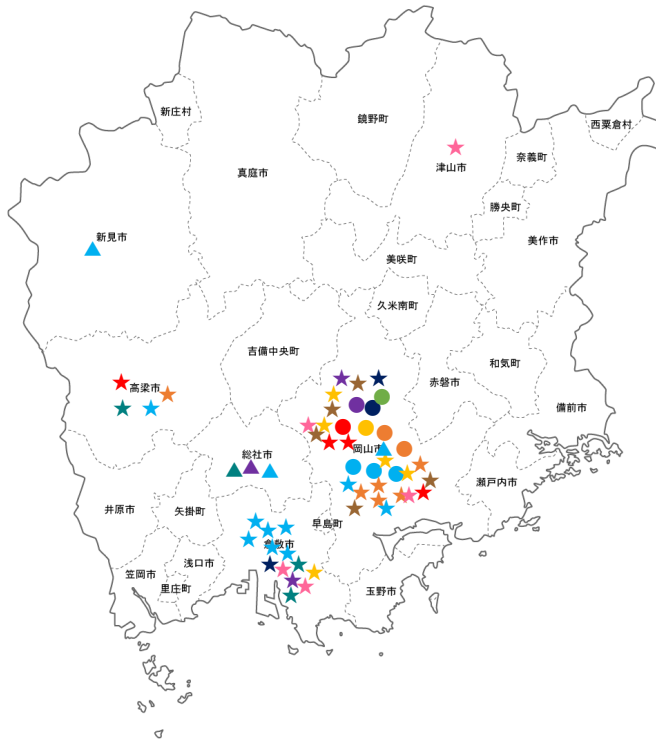 新庄村
鏡野町
西粟倉村
真庭市
津山市
奈義町
勝央町
新見市
美作市
美咲町
久米南町
吉備中央町
和気町
赤磐市
高梁市
備前市
岡山市
総社市
瀬戸内市
井原市
矢掛町
早島町
倉敷市
浅口市
笠岡市
里庄町
玉野市